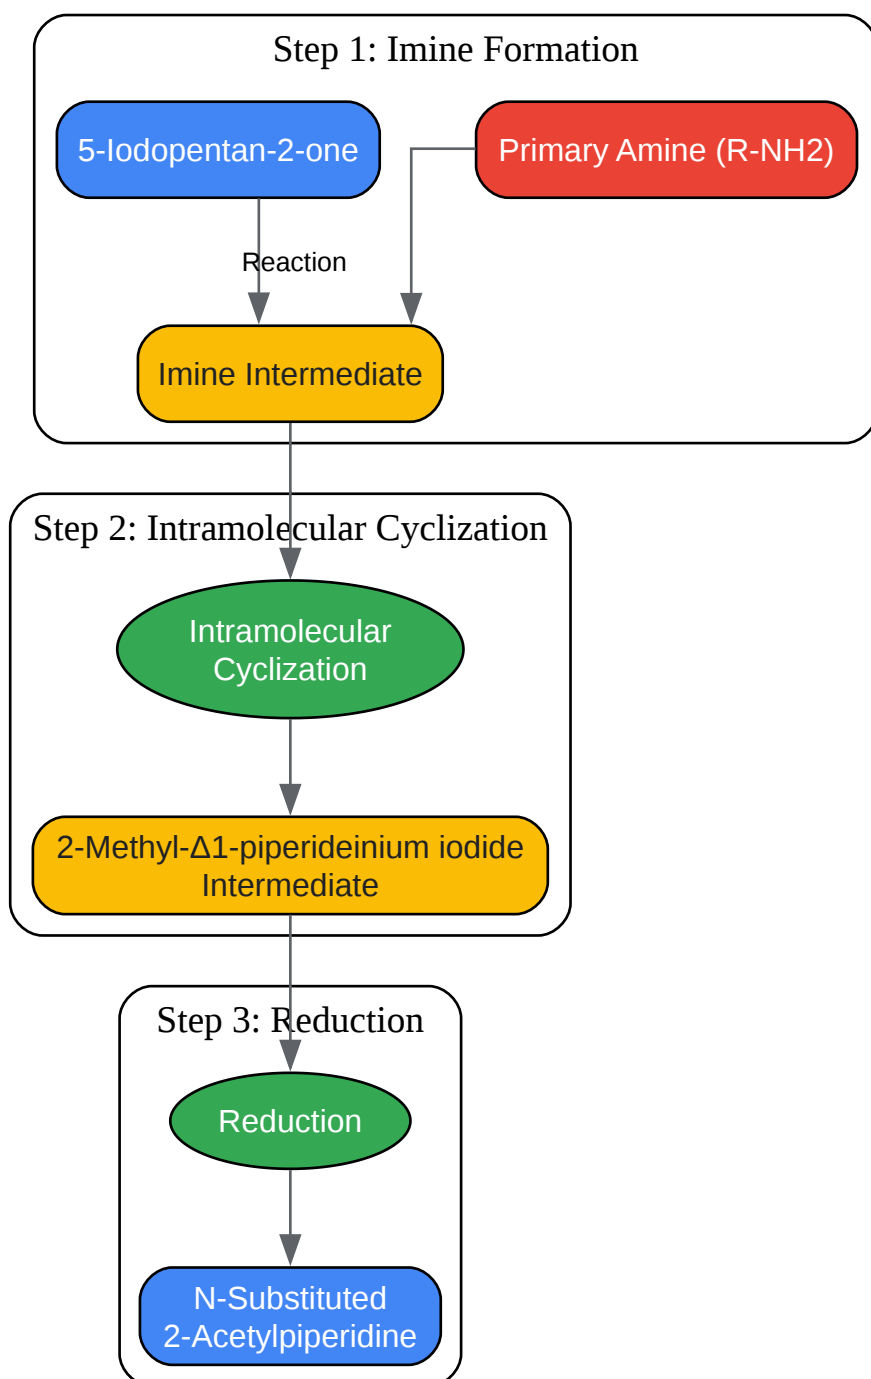 Step 1: Imine Formation
5-Iodopentan-2-one
Primary Amine (R-NH2)
Reaction
Imine Intermediate
Step 2: Intramolecular Cyclization
Intramolecular
Cyclization
2-Methyl-Δ1-piperideinium iodide
Intermediate
Step 3: Reduction
Reduction
N-Substituted
2-Acetylpiperidine